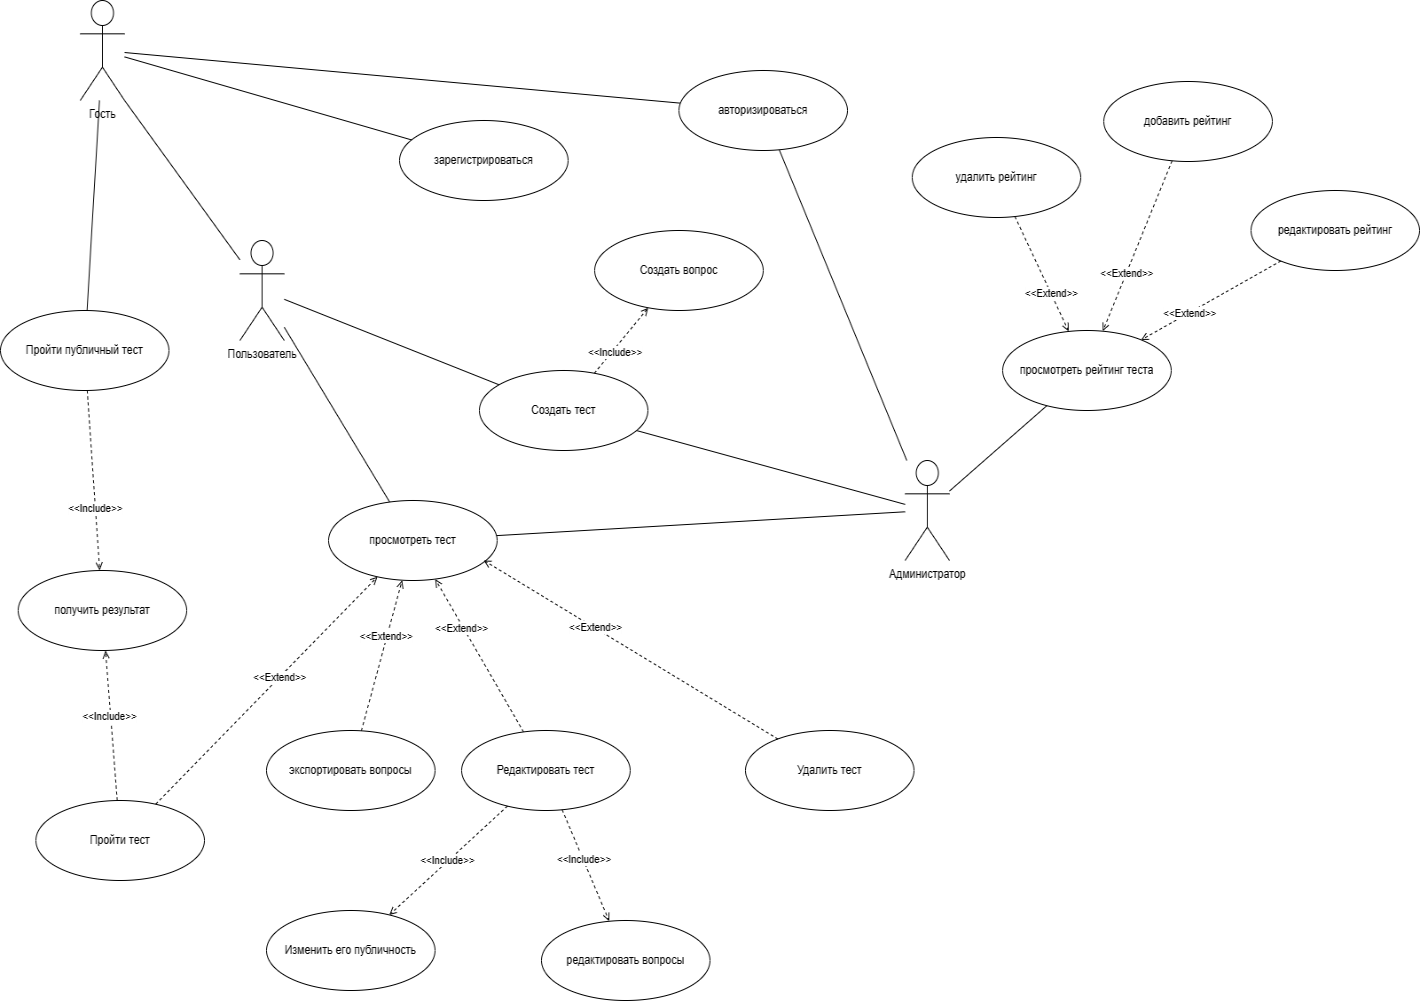 Гость
авторизироваться
добавить рейтинг
зарегистрироваться
удалить рейтинг
редактировать рейтинг
Создать вопрос
<<Extend>>
<<Extend>>
<<Extend>>
Пользователь
Пройти публичный тест
<<Include>>
просмотреть рейтинг теста
Создать тест
<<Include>>
просмотреть тест
Администратор
получить результат
<<Extend>>
<<Extend>>
<<Extend>>
<<Extend>>
<<Include>>
экспортировать вопросы
Редактировать тест
Удалить тест
Пройти тест
<<Include>>
<<Include>>
Изменить его публичность
редактировать вопросы